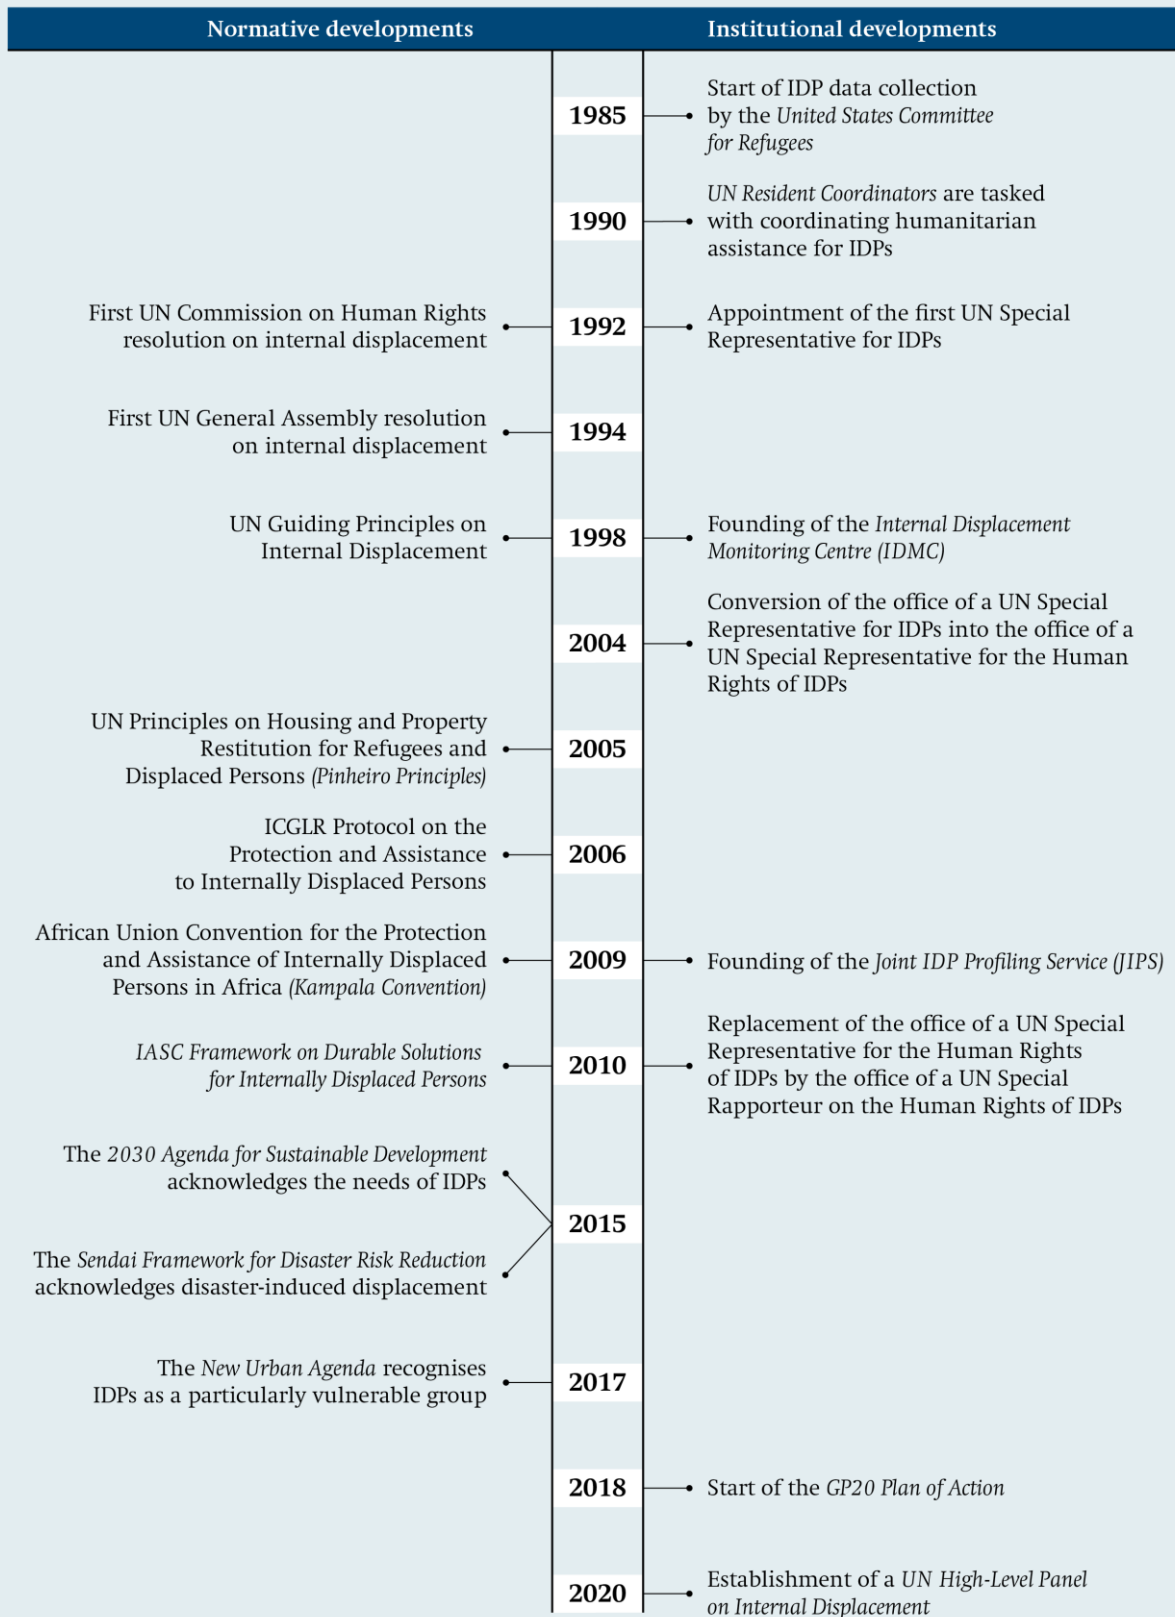 Normative developments
Institutional developments
1985
Start of IDP data collection
by the United States Committee
for Refugees
1990
UN Resident Coordinators are tasked
with coordinating humanitarian
assistance for IDPs
First UN Commission on Human Rights
resolution on internal displacement
1992
Appointment of the first UN Special
Representative for IDPs
First UN General Assembly resolution
on internal displacement
1994
UN Guiding Principles on
Internal Displacement
1998
Founding of the Internal Displacement
Monitoring Centre (IDMC)
2004
Conversion of the office of a UN Special
Representative for IDPs into the office of a
UN Special Representative for the Human
Rights of IDPs
UN Principles on Housing and Property
Restitution for Refugees and
Displaced Persons (Pinheiro Principles)
2005
ICGLR Protocol on the
Protection and Assistance
to Internally Displaced Persons
2006
African Union Convention for the Protection
and Assistance of Internally Displaced
Persons in Africa (Kampala Convention)
2009
Founding of the Joint IDP Profiling Service (JIPS)
IASC Framework on Durable Solutions
for Internally Displaced Persons
2010
Replacement of the office of a UN Special
Representative for the Human Rights
of IDPs by the office of a UN Special
Rapporteur on the Human Rights of IDPs
The 2030 Agenda for Sustainable Development
acknowledges the needs of IDPs
2015
The Sendai Framework for Disaster Risk Reduction
acknowledges disaster-induced displacement
The New Urban Agenda recognises
IDPs as a particularly vulnerable group
2017
2018
Start of the GP20 Plan of Action
2020
Establishment of a UN High-Level Panel
on Internal Displacement